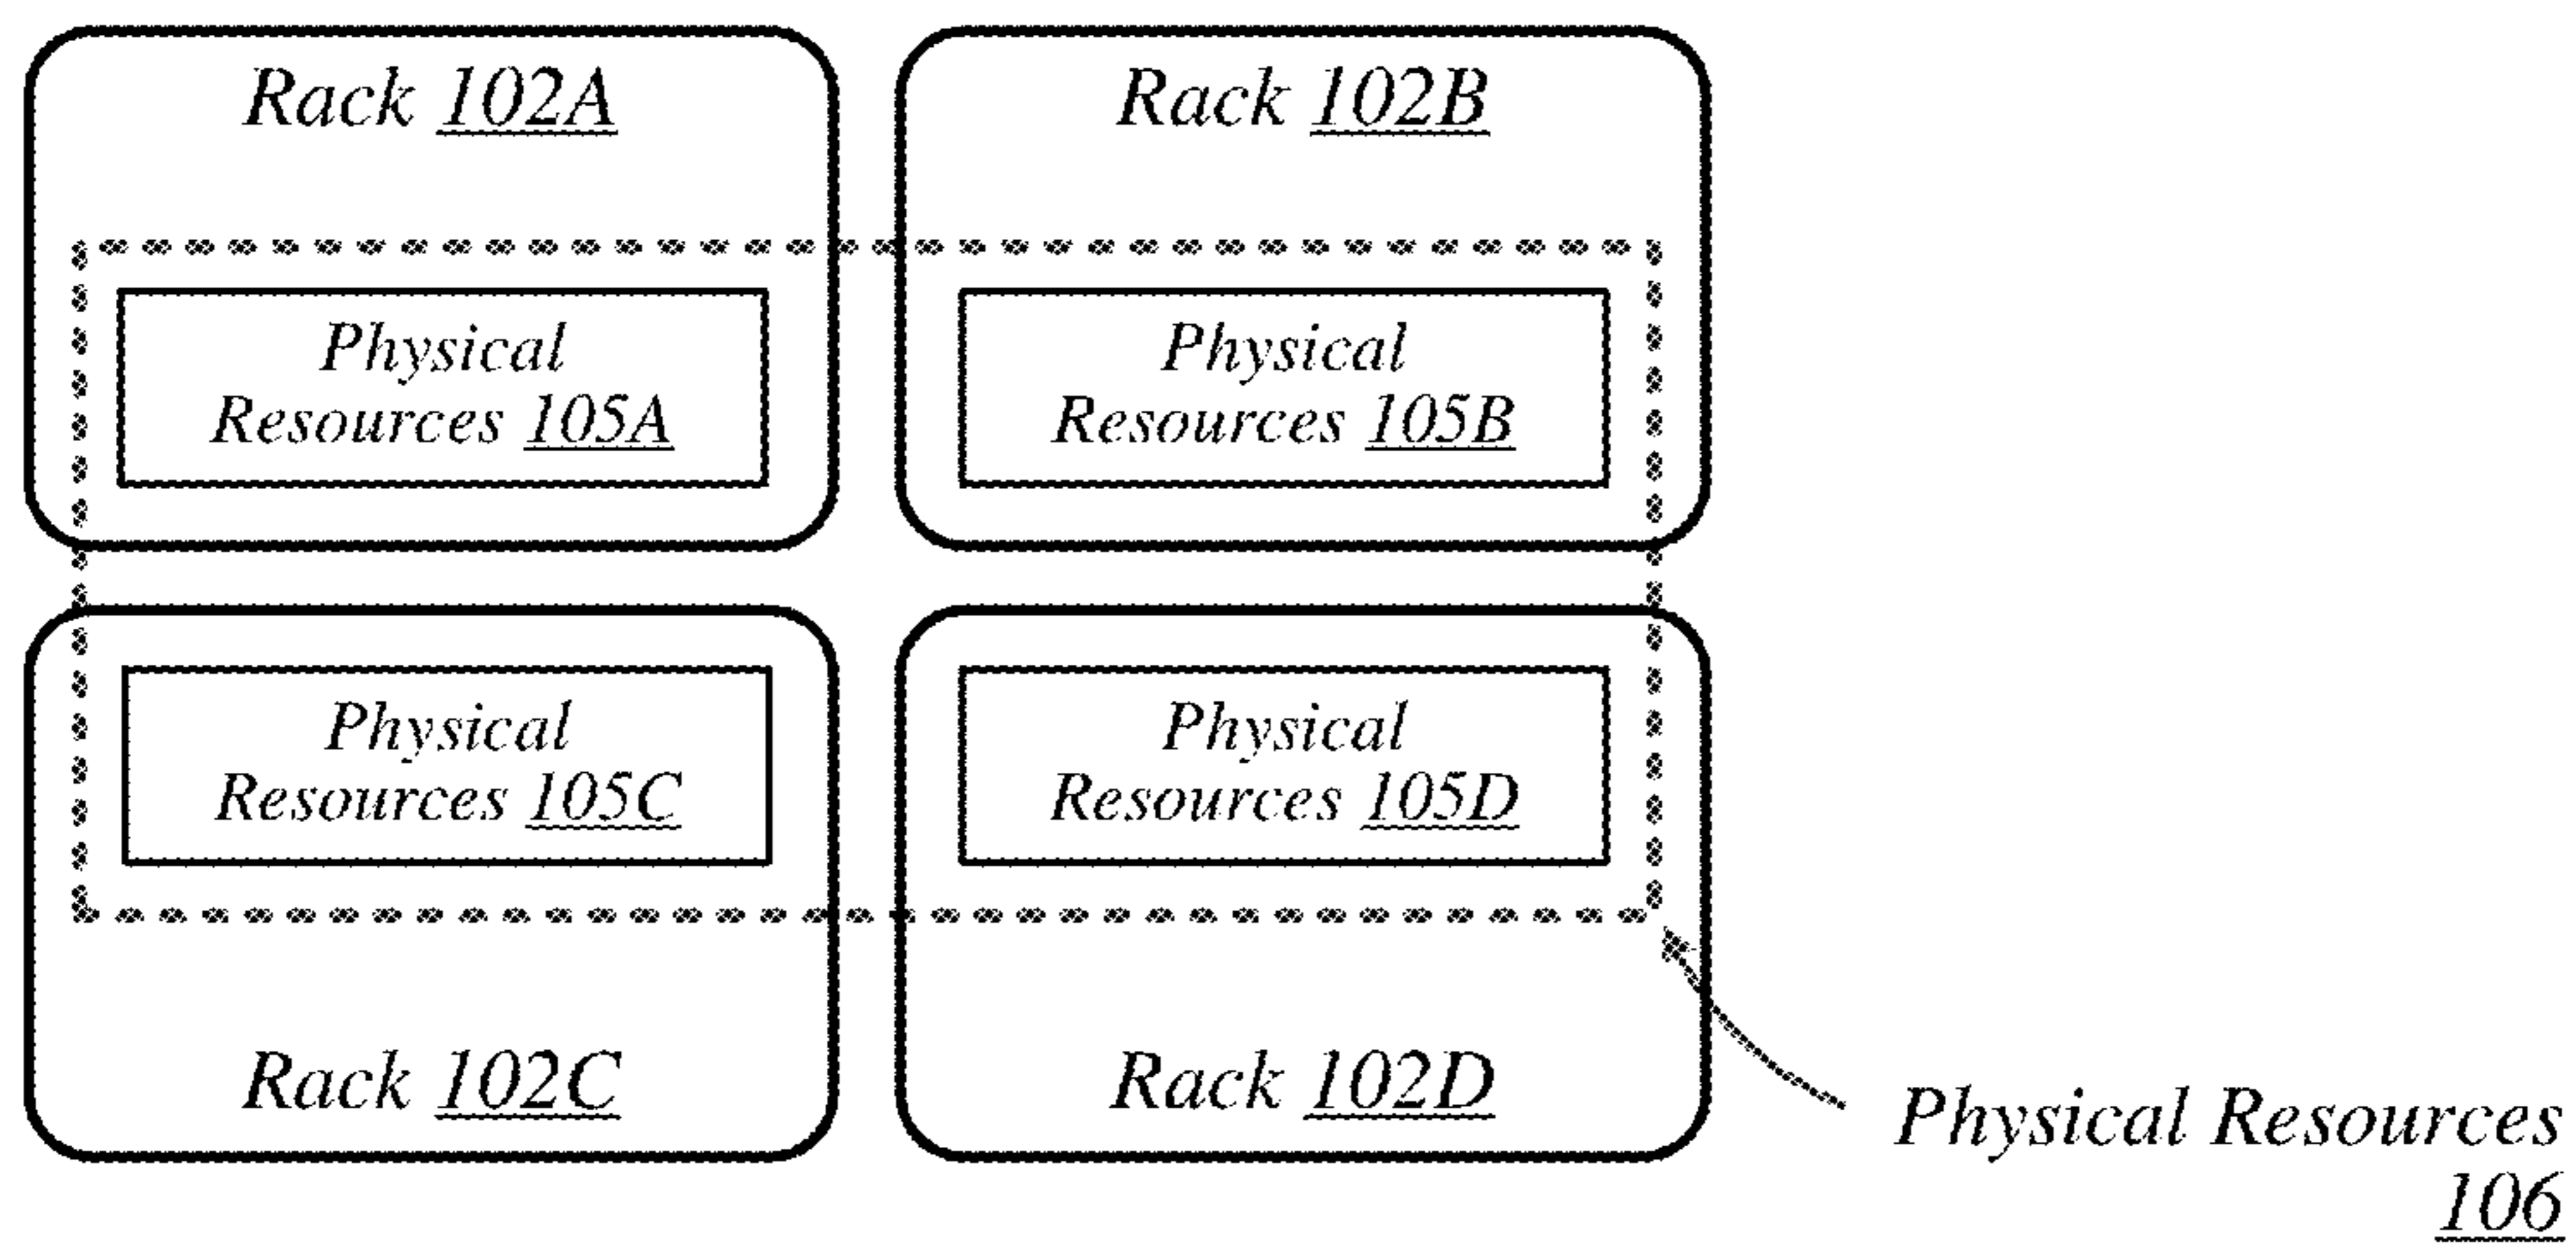 Rack 102A
Rack 102B
Physical
Resources 105A
Physical
Resources 105B
Physical
Resources 105C
Physical
Resources 105D
Rack 102C
Rack 102D
Physical Resources
106